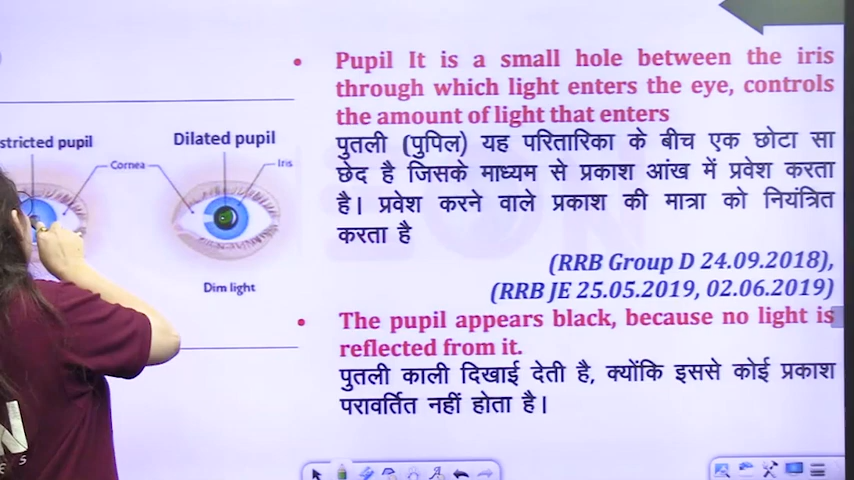 stricted pupil
Dilated pupil
Cornea
Iris
Dim light
• Pupil It is a small hole between the iris
through which light enters the eye, controls
the amount of light that enters
पुतली (पुपिल) यह परितारिका के बीच एक छोटा सा
छेद है जिसके माध्यम से प्रकाश आंख में प्रवेश करता
है। प्रवेश करने वाले प्रकाश की मात्रा को नियंत्रित
करता है
(RRB Group D 24.09.2018),
(RRB JE 25.05.2019, 02.06.2019)
• The pupil appears black, because no light is
reflected from it.
पुतली काली दिखाई देती है, क्योंकि इससे कोई प्रकाश
परावर्तित नहीं होता है।